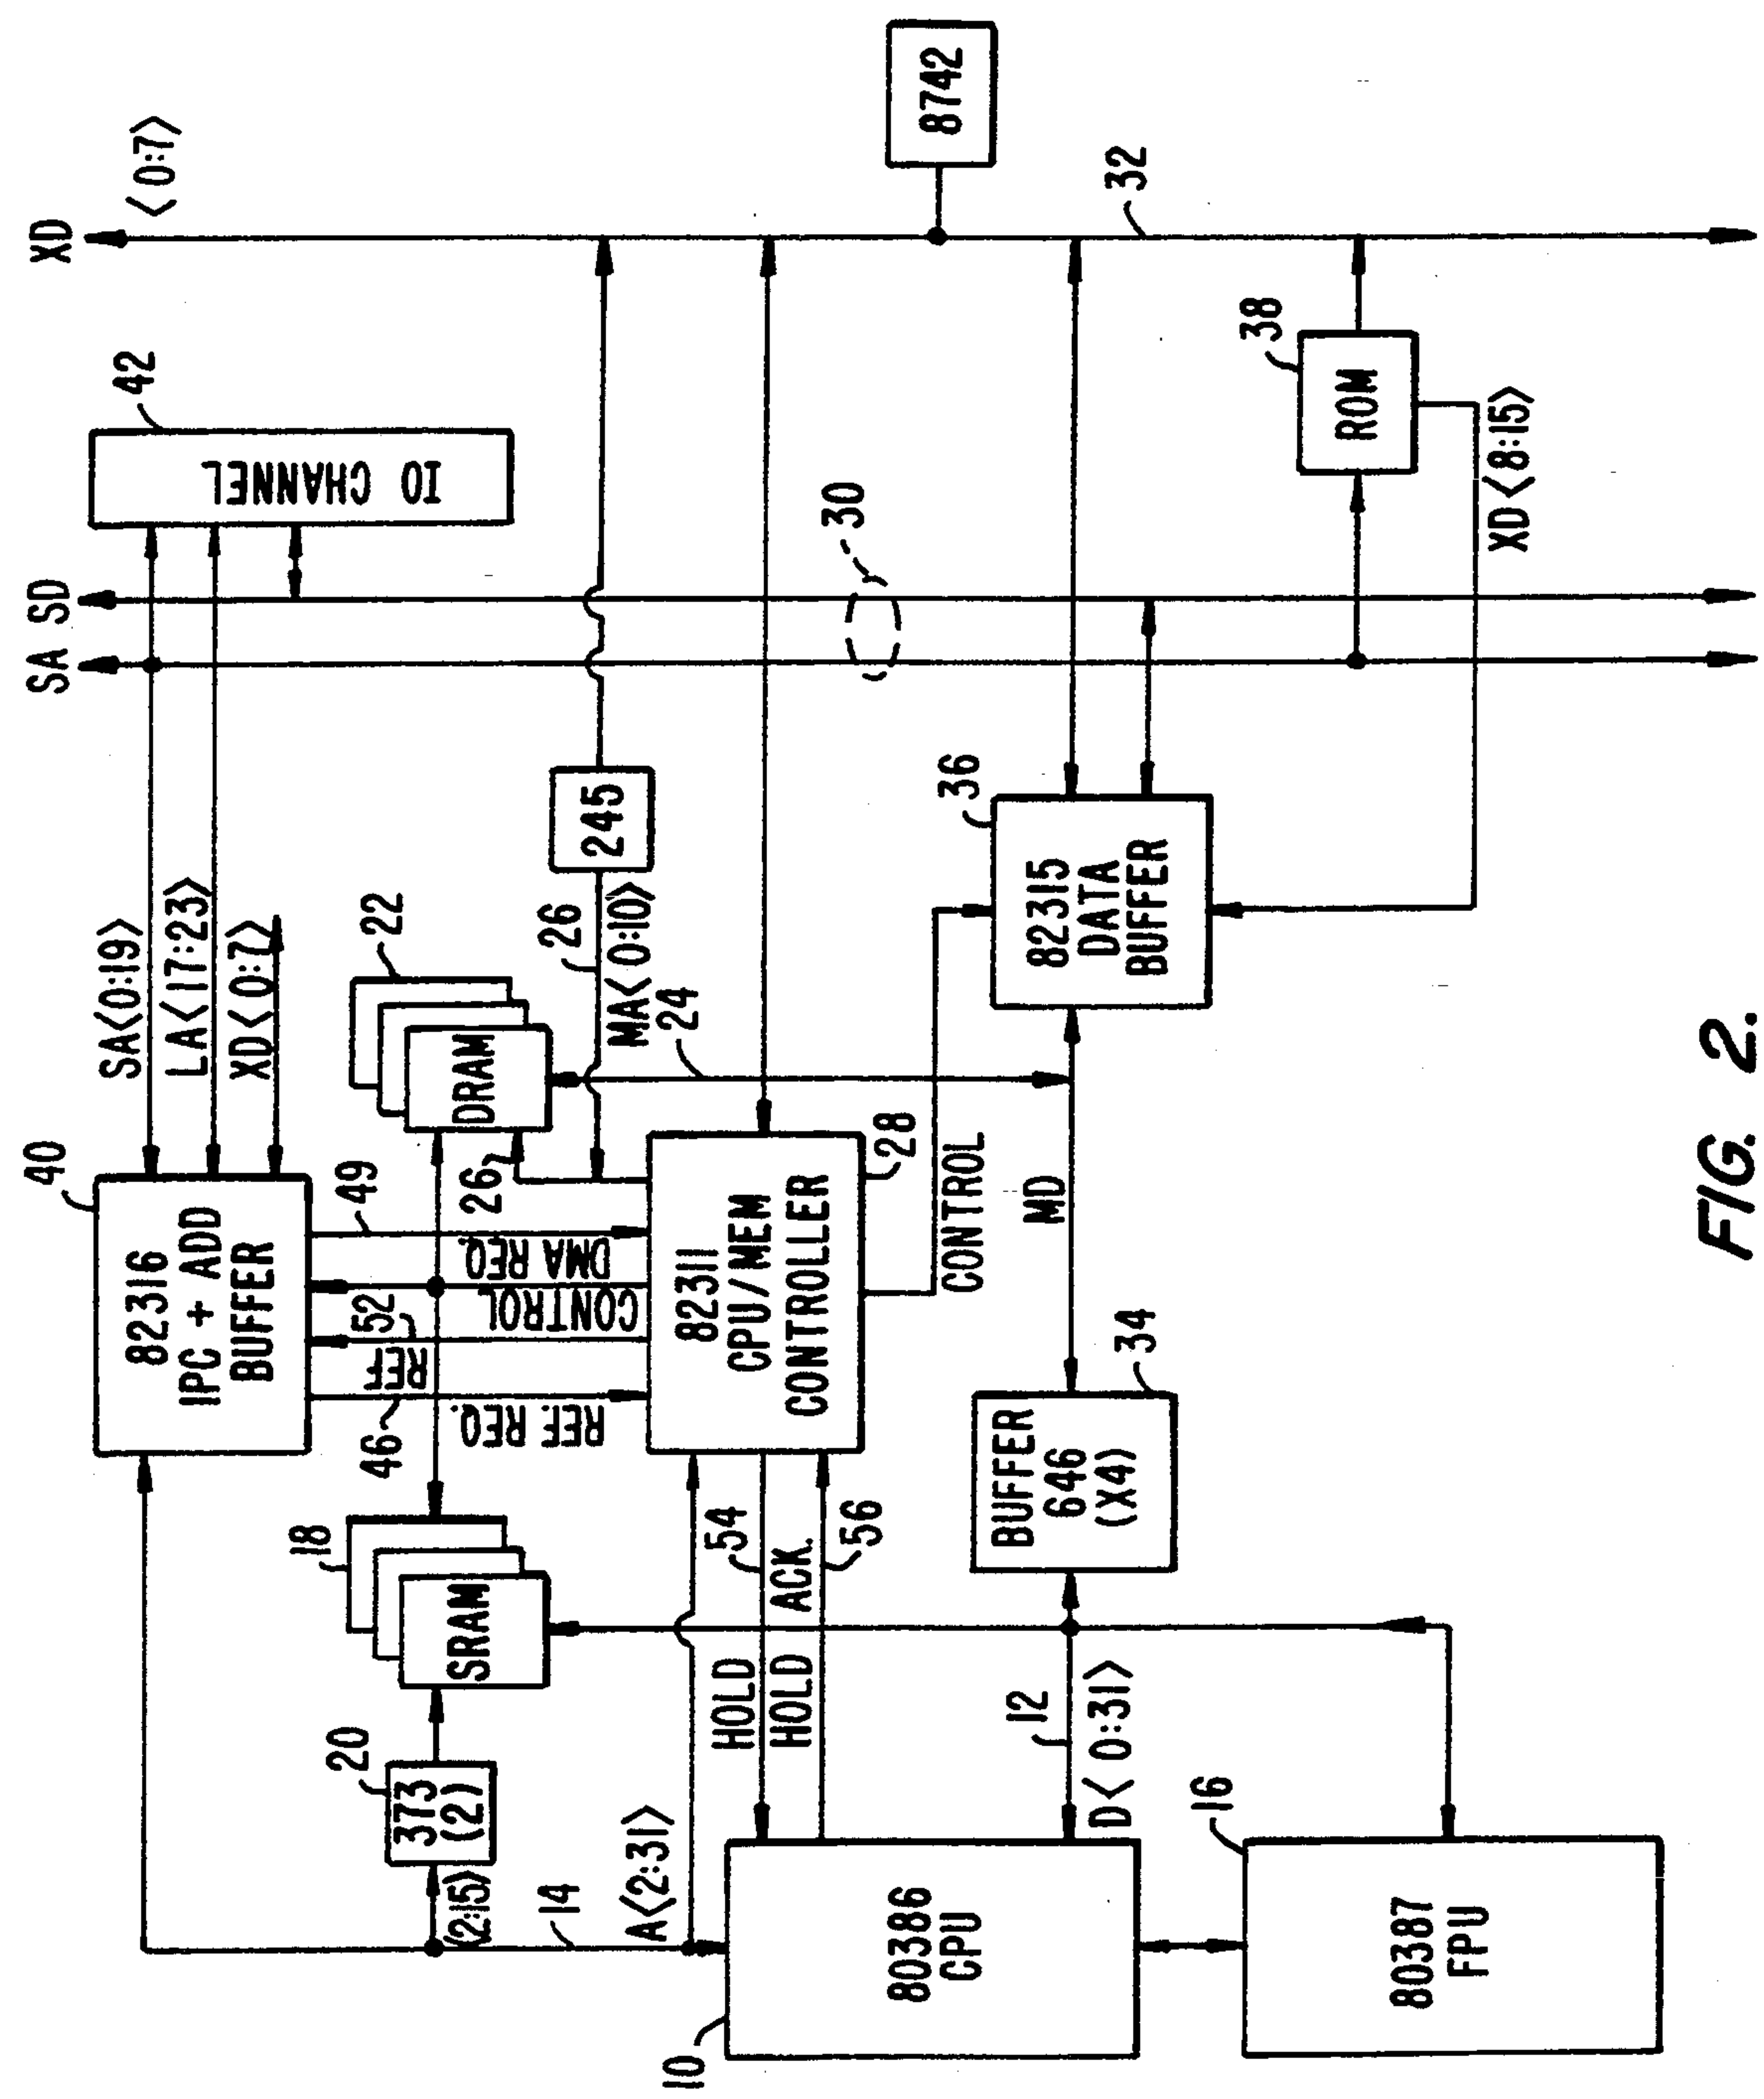 XD
<0:7>
8742
32
42
IO CHANNEL
SD
SA
30
38
ROM
XD<8:15>
245
36
82315
DATA
BUFFER
SA<0:19>
LA<17:23>
XD<0:7>
22
DRAM
26
MA<0:10>
24
40
82316
IPC + ADD
BUFFER
49
DMA REQ.
CONTROL
52
REF
46
REF. REQ.
26
82311
CPU/MEM
CONTROLLER
28
CONTROL
MD
34
BUFFER
646
(X4)
18
SRAM
20
373
(2)
(2:15)
14
A<2:31>
HOLD
54
HOLD ACK.
56
12
D<0:31>
10
80386
CPU
16
80387
FPU
FIG. 2.